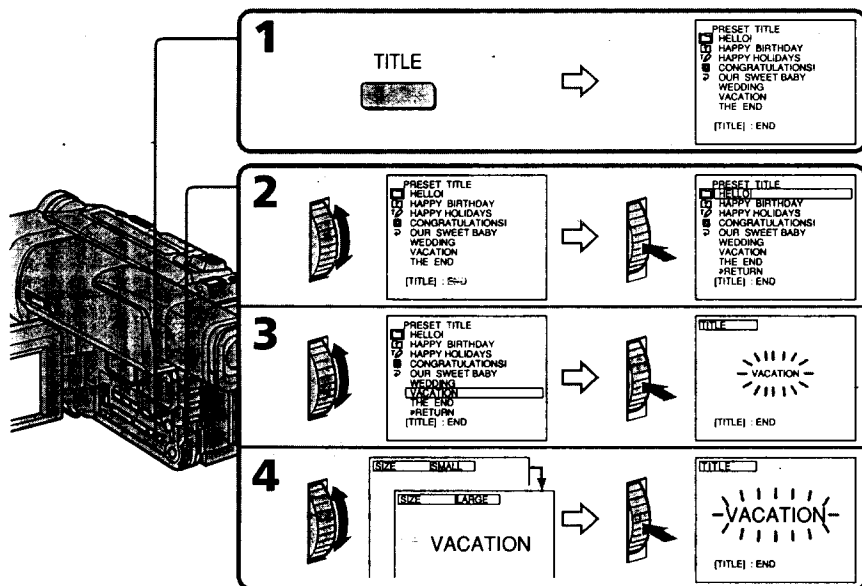 1
TITLE
PRESET TITLE
HELLO!
HAPPY BIRTHDAY
HAPPY HOLIDAYS
CONGRATULATIONS!
OUR SWEET BABY
WEDDING
VACATION
THE END
[TITLE] : END
2
PRESET TITLE
HELLO!
HAPPY BIRTHDAY
HAPPY HOLIDAYS
CONGRATULATIONS!
OUR SWEET BABY
WEDDING
VACATION
THE END
[TITLE] : END
PRESET TITLE
HELLO!
HAPPY BIRTHDAY
HAPPY HOLIDAYS
CONGRATULATIONS!
OUR SWEET BABY
WEDDING
VACATION
THE END
RETURN
[TITLE] : END
3
PRESET TITLE
HELLO!
HAPPY BIRTHDAY
HAPPY HOLIDAYS
CONGRATULATIONS!
OUR SWEET BABY
WEDDING
VACATION
THE END
RETURN
[TITLE] : END
TITLE
VACATION
[TITLE] : END
4
SIZE SMALL
SIZE LARGE
VACATION
TITLE
VACATION
[TITLE] : END